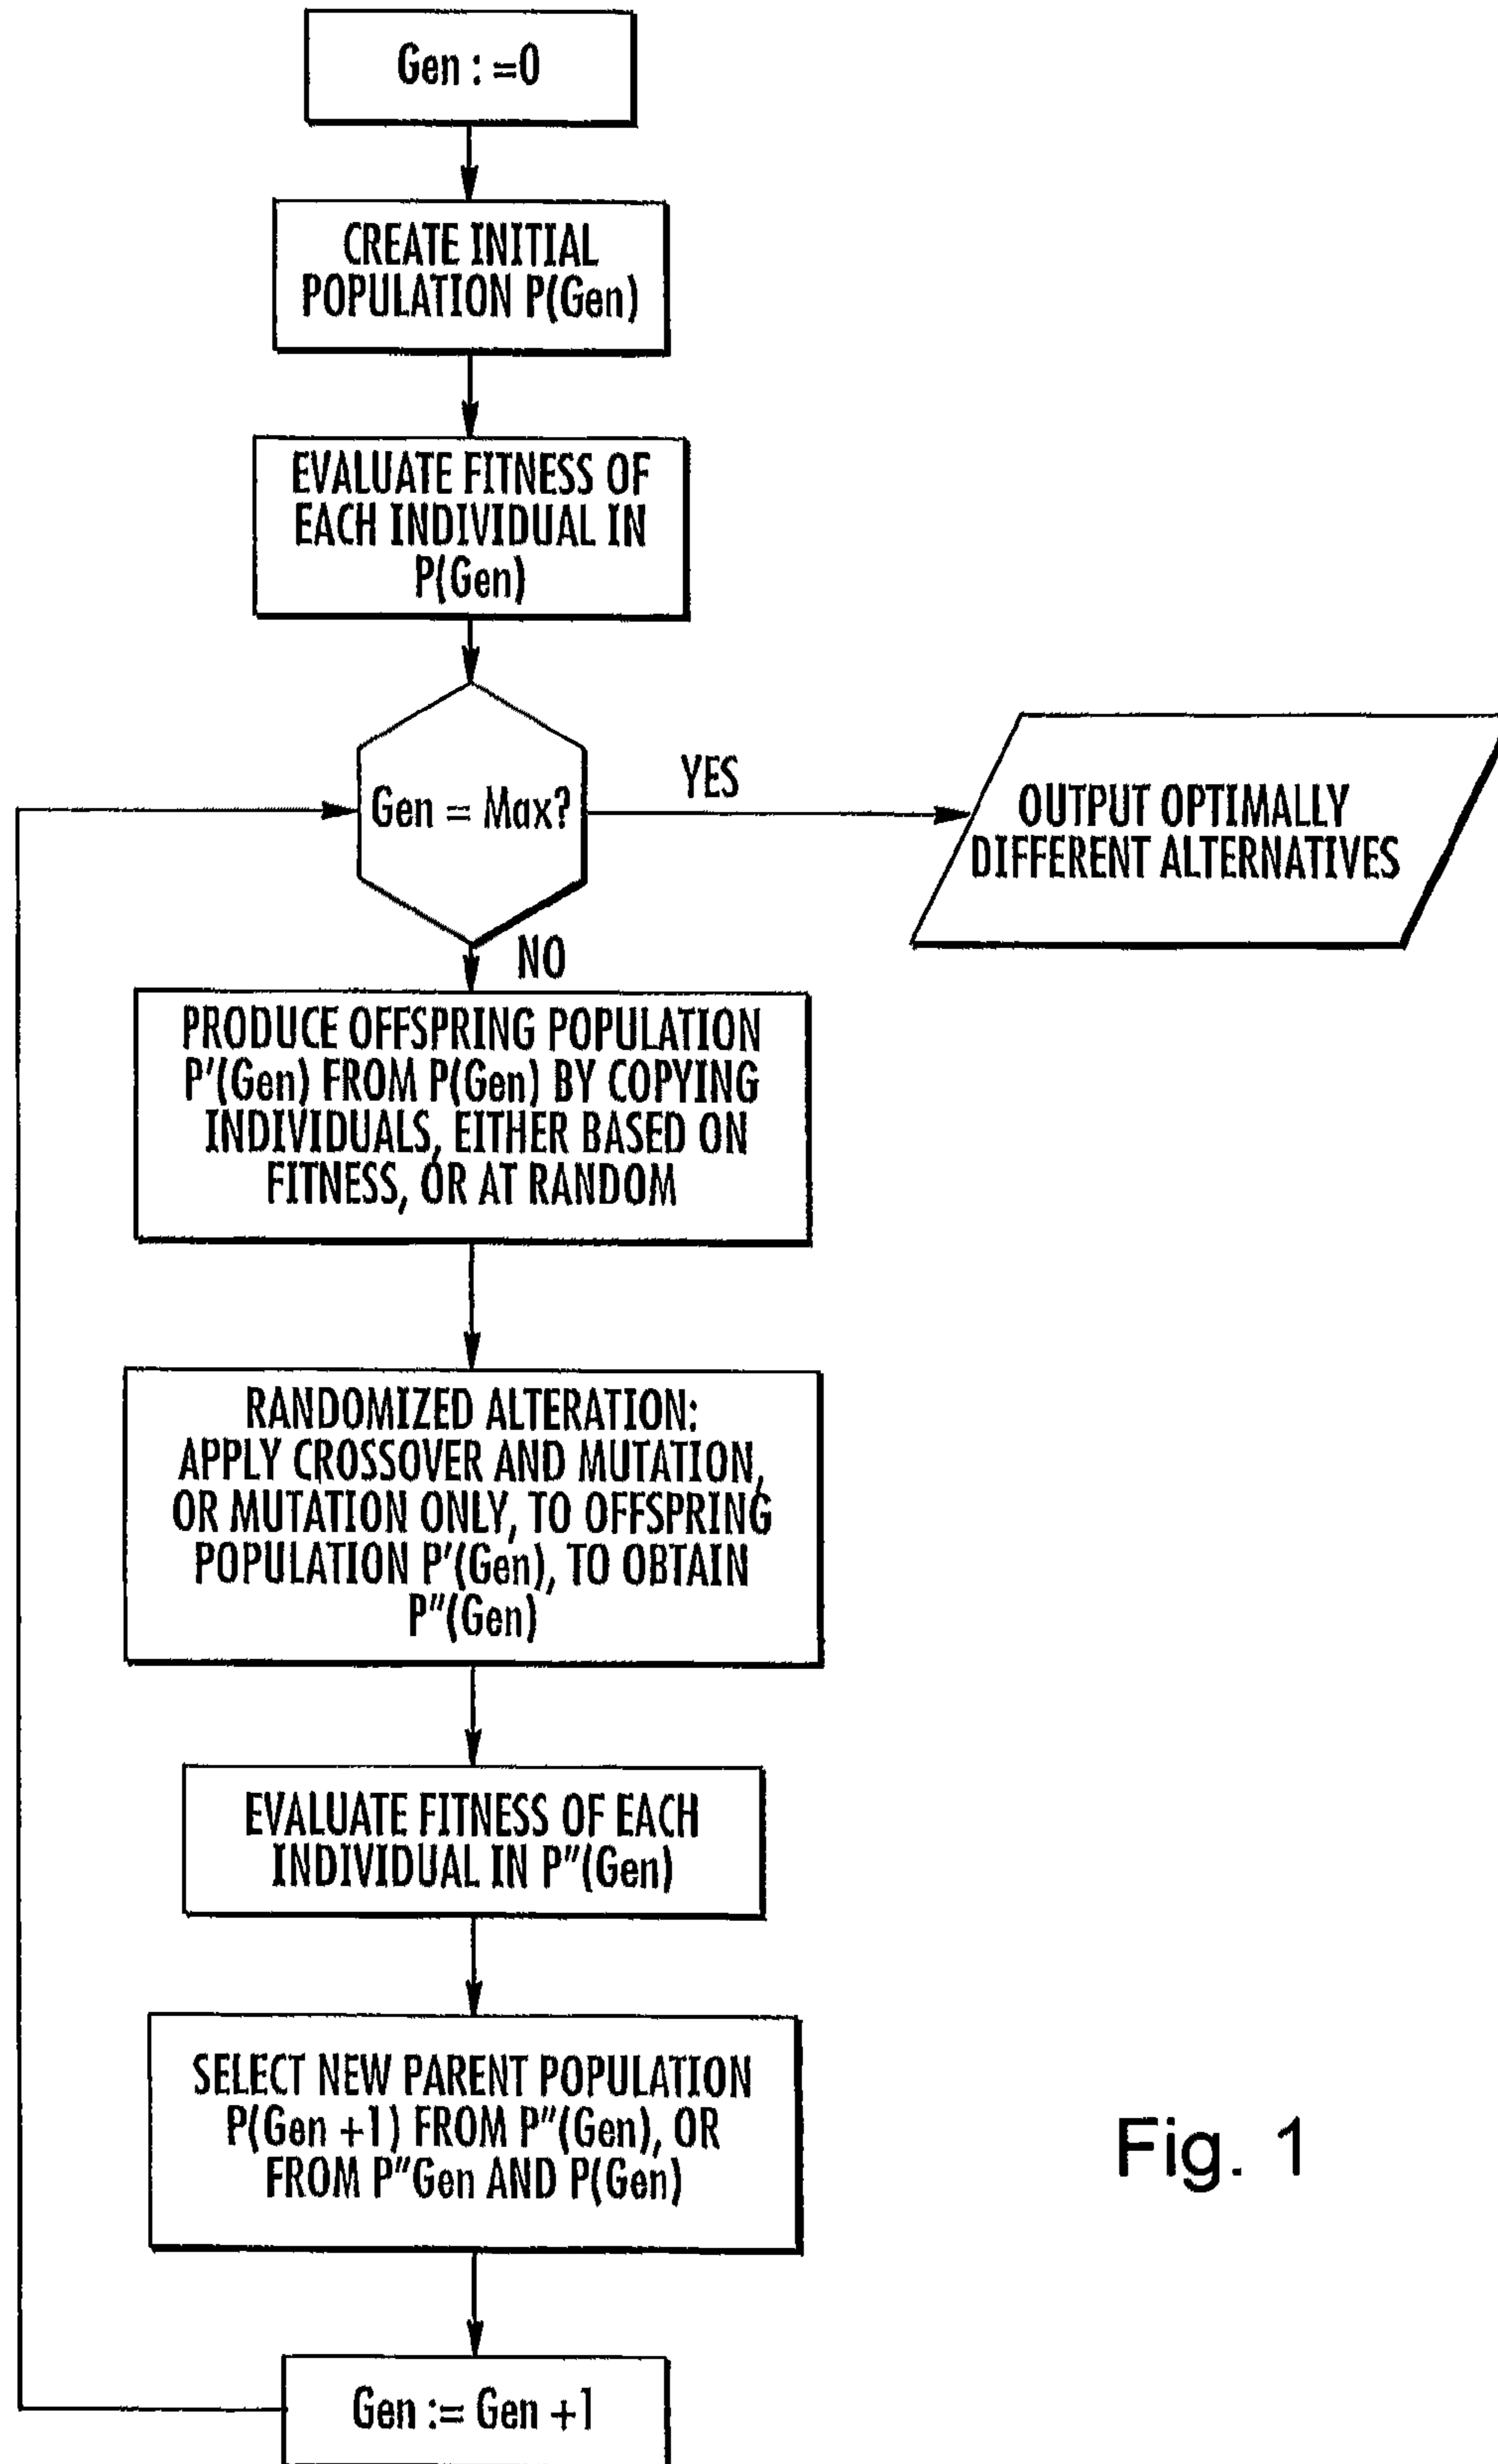 Gen : =0
CREATE INITIAL
POPULATION P(Gen)
EVALUATE FITNESS OF
EACH INDIVIDUAL IN
P(Gen)
Gen = Max?
YES
OUTPUT OPTIMALLY
DIFFERENT ALTERNATIVES
NO
PRODUCE OFFSPRING POPULATION
P'(Gen) FROM P(Gen) BY COPYING
INDIVIDUALS, EITHER BASED ON
FITNESS, OR AT RANDOM
RANDOMIZED ALTERATION:
APPLY CROSSOVER AND MUTATION,
OR MUTATION ONLY, TO OFFSPRING
POPULATION P'(Gen), TO OBTAIN
P"(Gen)
EVALUATE FITNESS OF EACH
INDIVIDUAL IN P"(Gen)
SELECT NEW PARENT POPULATION
P(Gen +1) FROM P"(Gen), OR
FROM P"Gen AND P(Gen)
Gen := Gen +1
Fig. 1